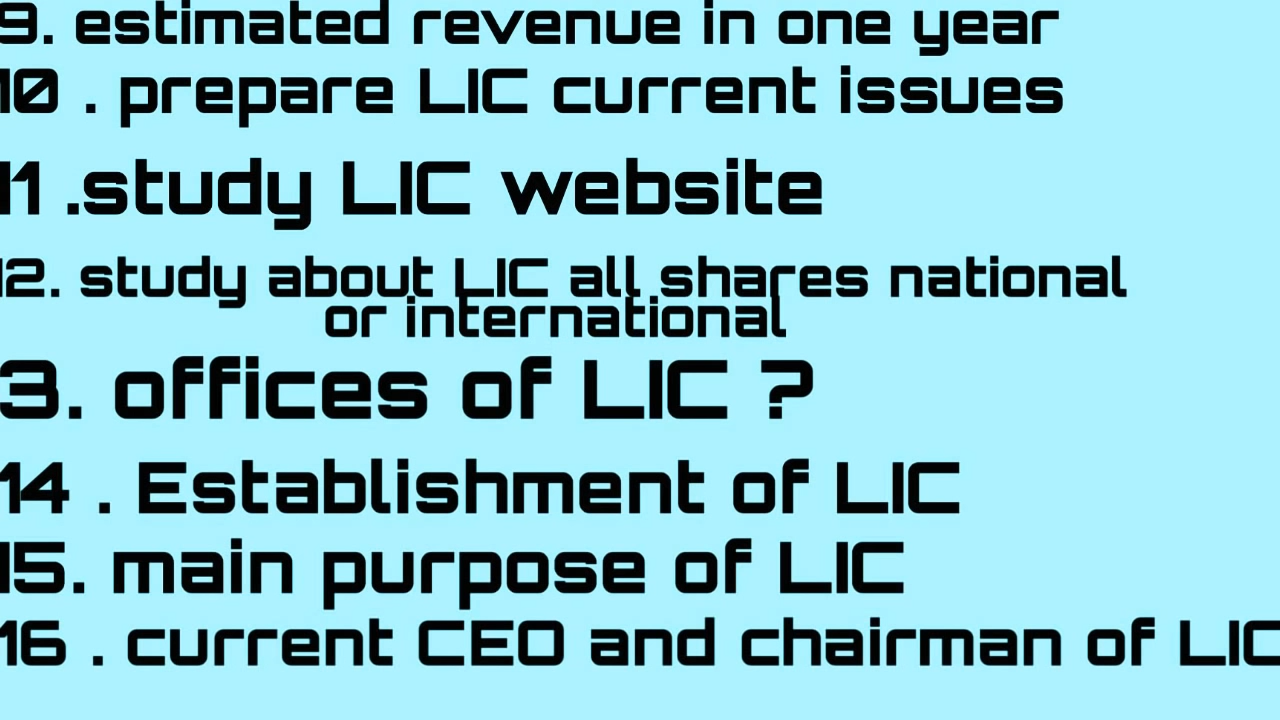 9. estimated revenue in one year
10 . prepare LIC current issues
11 .study LIC website
12. study about LIC all shares national
or international
3. offices of LIC ?
14 . Establishment of LIC
15. main purpose of LIC
16 . current CEO and chairman of LIC